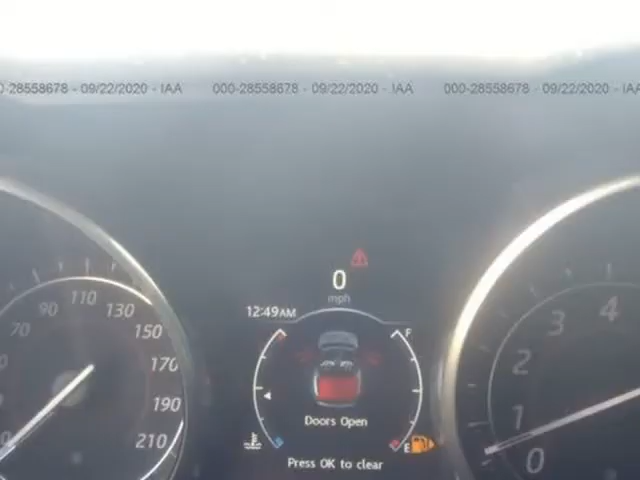 000-28558678 - 09/22/2020 - IAA 000-28558678 - 09/22/2020 - IAA 000-28558678 - 09/22/2020 - IAA
0
mph
12:49AM
F
E
Doors Open
Press OK to clear
70 90 110 130 150 170 190 210
0 1 2 3 4